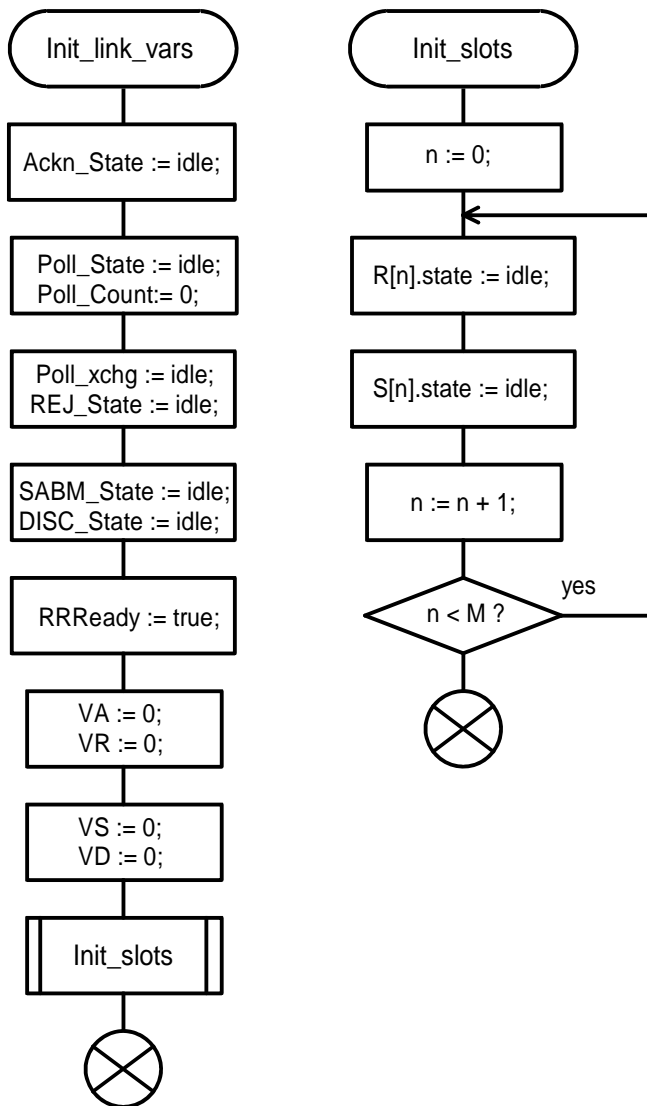 Init_link_vars
Ackn_State := idle;
Poll_State := idle;
Poll_Count:= 0;
Poll_xchg := idle;
REJ_State := idle;
SABM_State := idle;
DISC_State := idle;
RRReady := true;
VA := 0;
VR := 0;
VS := 0;
VD := 0;
Init_slots
Init_slots
n := 0;
R[n].state := idle;
S[n].state := idle;
n := n + 1;
n < M ?
yes